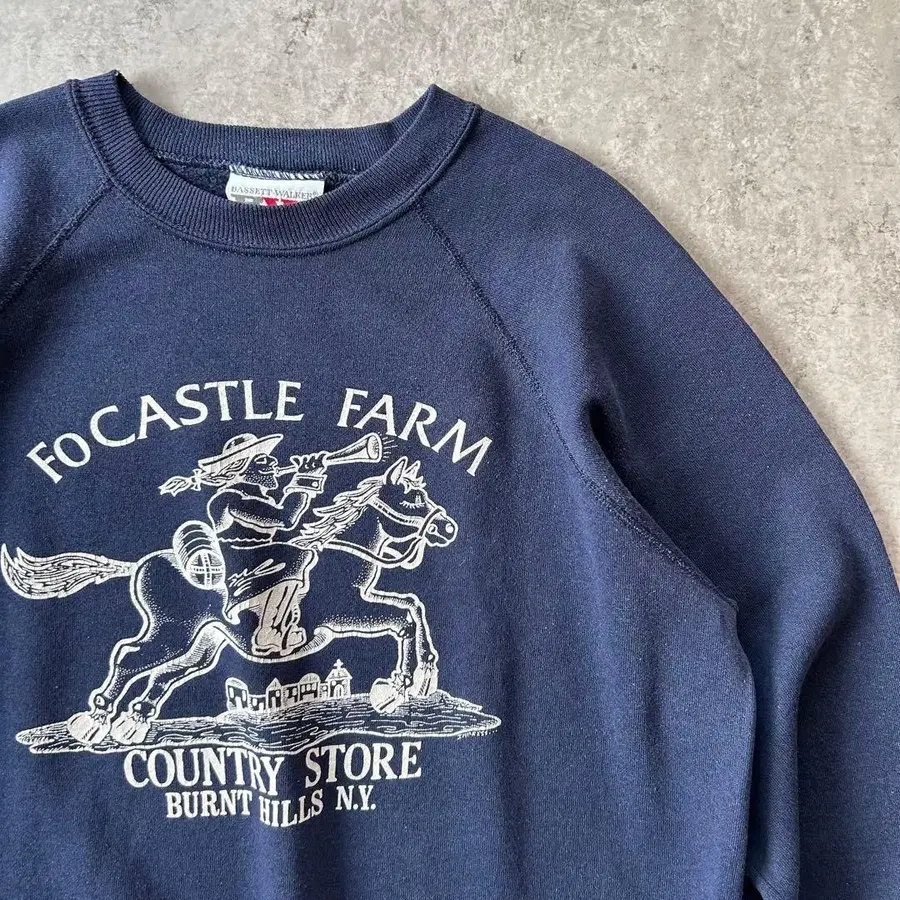 BASSETT-WALKER®
FOCASTLE FARM
COUNTRY STORE
BURNT HILLS N.Y.